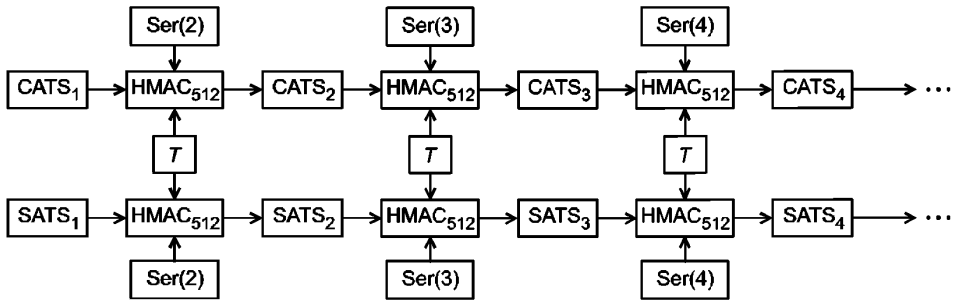 Ser(2) Ser(3) Ser(4)
CATS₁ HMAC₅₁₂ CATS₂ HMAC₅₁₂ CATS₃ HMAC₅₁₂ CATS₄ ...
T T T
SATS₁ HMAC₅₁₂ SATS₂ HMAC₅₁₂ SATS₃ HMAC₅₁₂ SATS₄ ...
Ser(2) Ser(3) Ser(4)